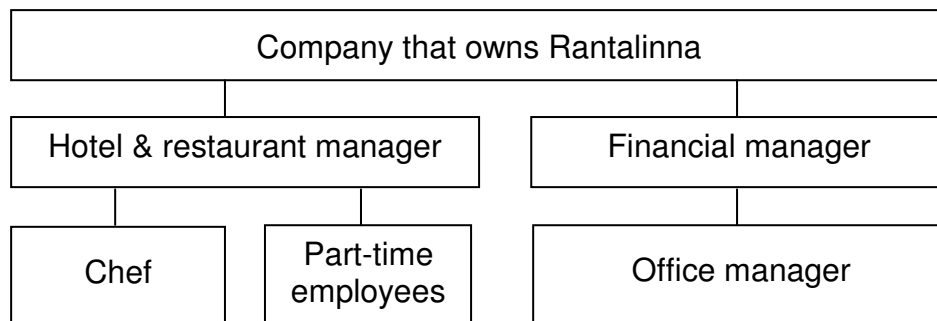 Company that owns Rantalinna
Hotel & restaurant manager
Financial manager
Chef
Part-time
employees
Office manager